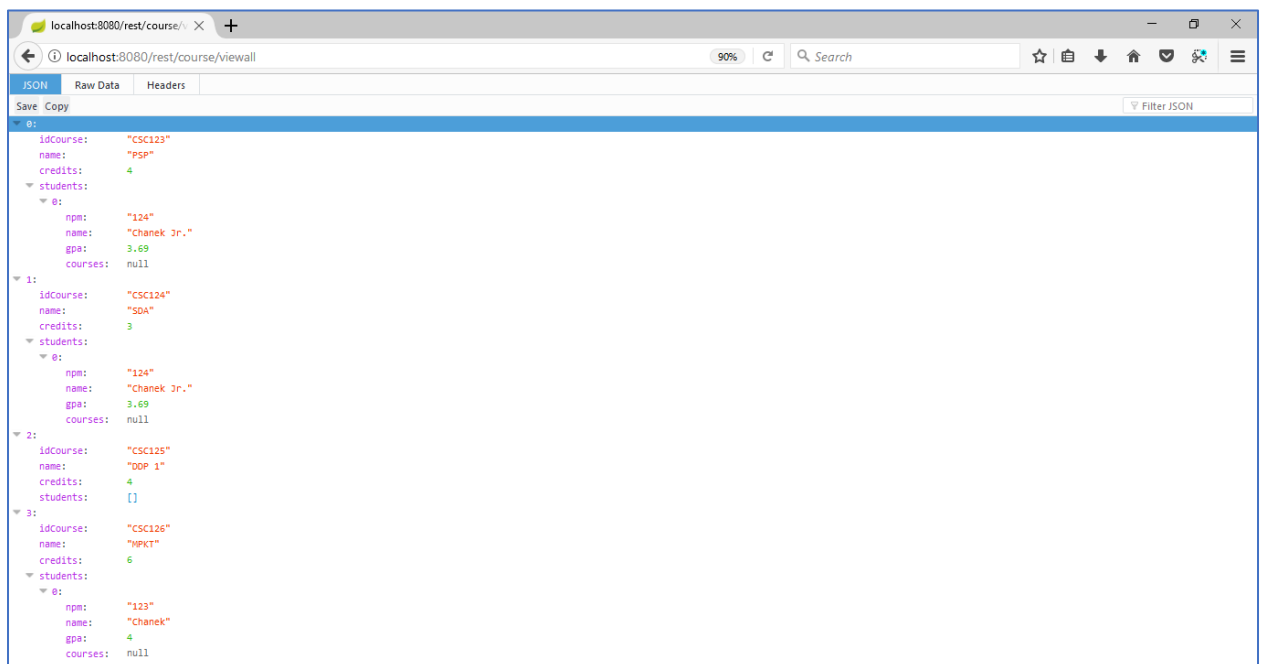 localhost:8080/rest/course/v
localhost:8080/rest/course/viewall 90% Search
JSON Raw Data Headers
Save Copy Filter JSON
0:
idCourse: "CSC123"
name: "PSP"
credits: 4
students:
0:
npm: "124"
name: "Chanek Jr."
gpa: 3.69
courses: null
1:
idCourse: "CSC124"
name: "SDA"
credits: 3
students:
0:
npm: "124"
name: "Chanek Jr."
gpa: 3.69
courses: null
2:
idCourse: "CSC125"
name: "DDP 1"
credits: 4
students: []
3:
idCourse: "CSC126"
name: "MPKT"
credits: 6
students:
0:
npm: "123"
name: "Chanek"
gpa: 4
courses: null